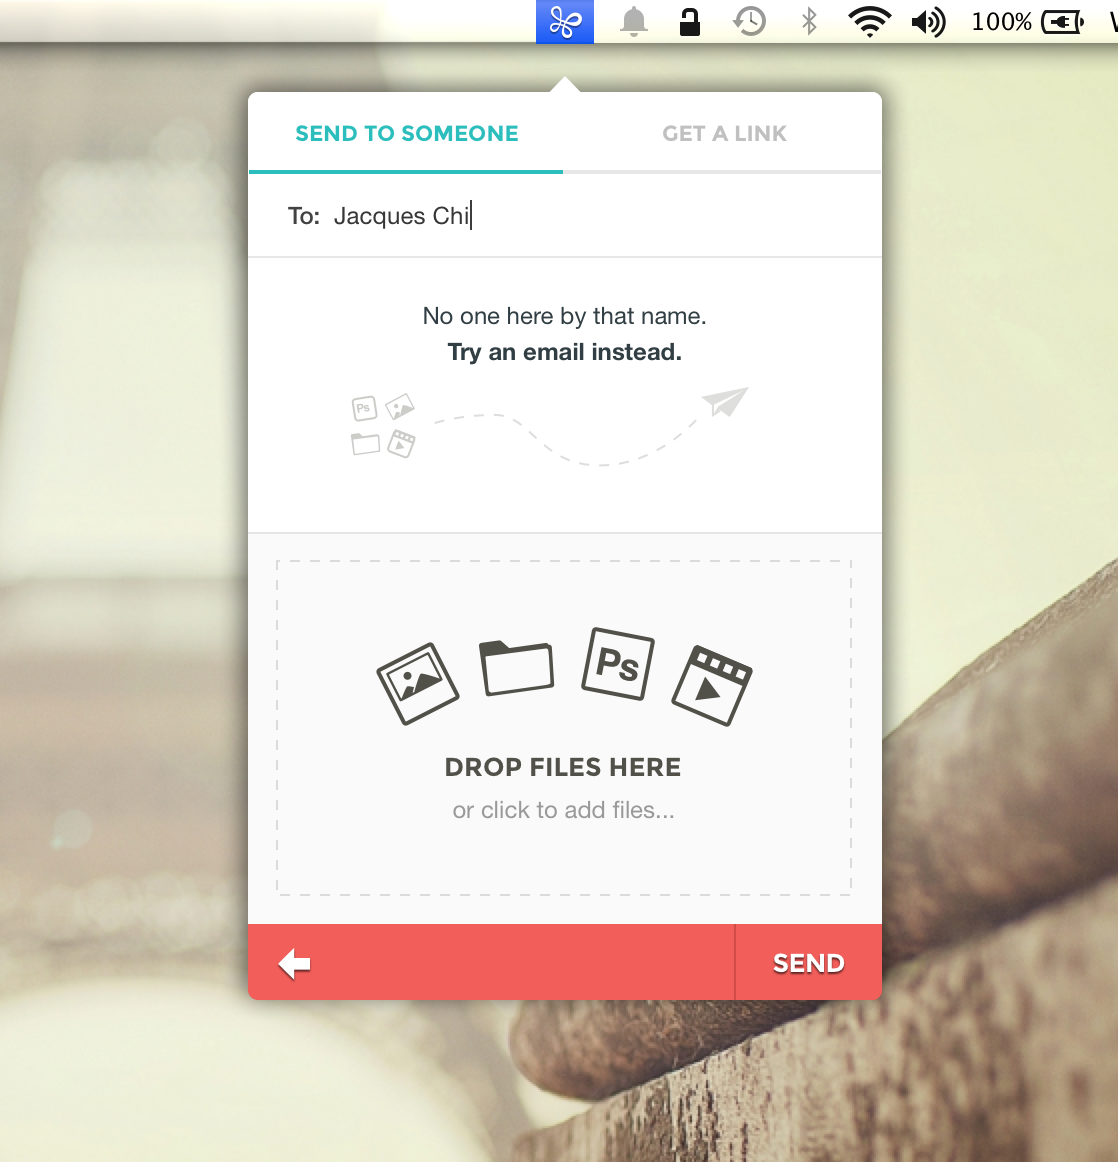 100%
SEND TO SOMEONE
GET A LINK
To: Jacques Chi
No one here by that name.
Try an email instead.
Ps
Ps
DROP FILES HERE
or click to add files...
SEND